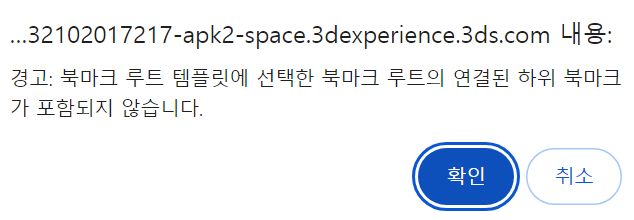 ...32102017217-apk2-space.3dexperience.3ds.com 내용:
경고: 북마크 루트 템플릿에 선택한 북마크 루트의 연결된 하위 북마크
가 포함되지 않습니다.
확인 취소